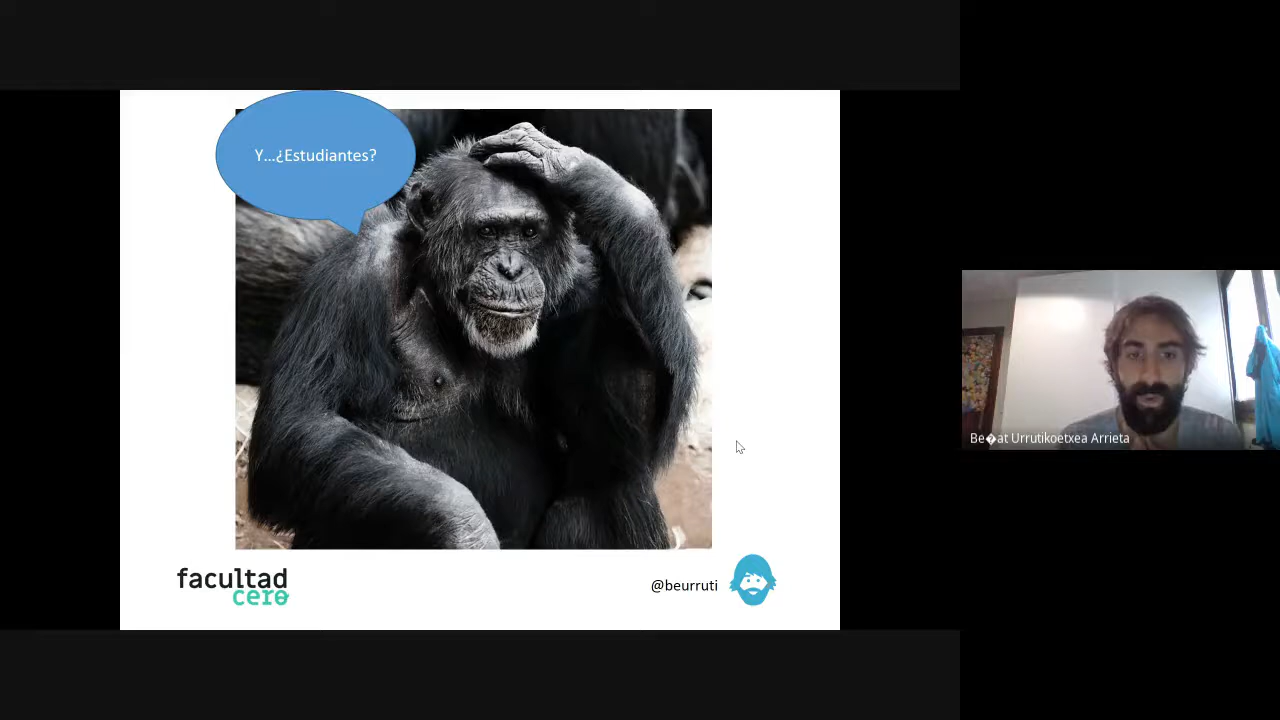 Y...¿Estudiantes?
facultad
cero
@beurruti
Be�at Urrutikoetxea Arrieta